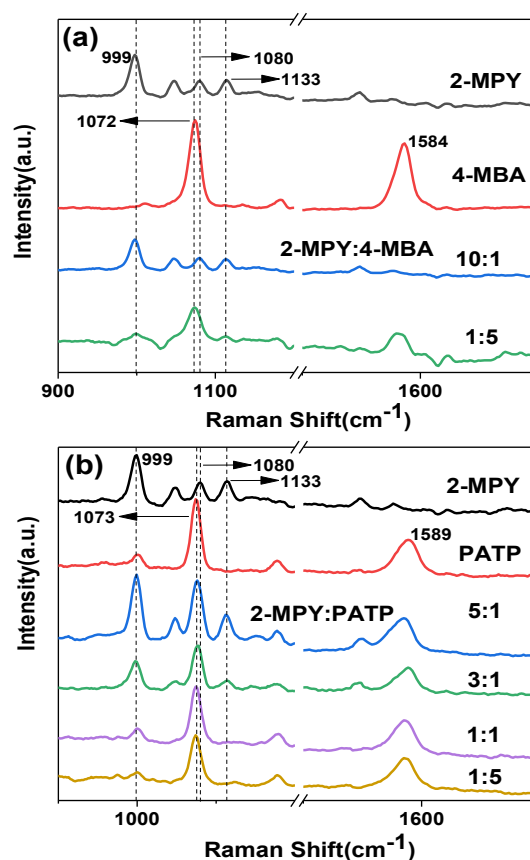 (a)
999
1080
1133
2-MPY
1072
1584
4-MBA
2-MPY:4-MBA
10:1
1:5
Intensity(a.u.)
900
1100
1600
Raman Shift(cm⁻¹)
(b)
999
1080
1133
2-MPY
1073
1589
PATP
2-MPY:PATP
5:1
3:1
1:1
1:5
Intensity(a.u.)
1000
1600
Raman Shift(cm⁻¹)